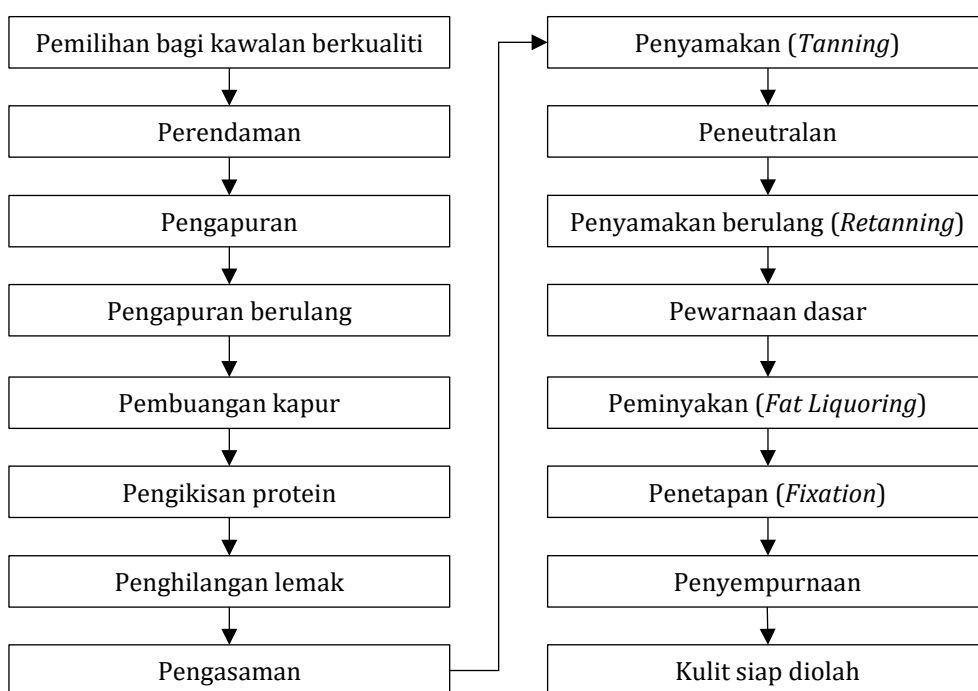 Pemilihan bagi kawalan berkualiti
Perendaman
Pengapuran
Pengapuran berulang
Pembuangan kapur
Pengikisan protein
Penghilangan lemak
Pengasaman
Penyamakan (Tanning)
Peneutralan
Penyamakan berulang (Retanning)
Pewarnaan dasar
Peminyakan (Fat Liquoring)
Penetapan (Fixation)
Penyempurnaan
Kulit siap diolah